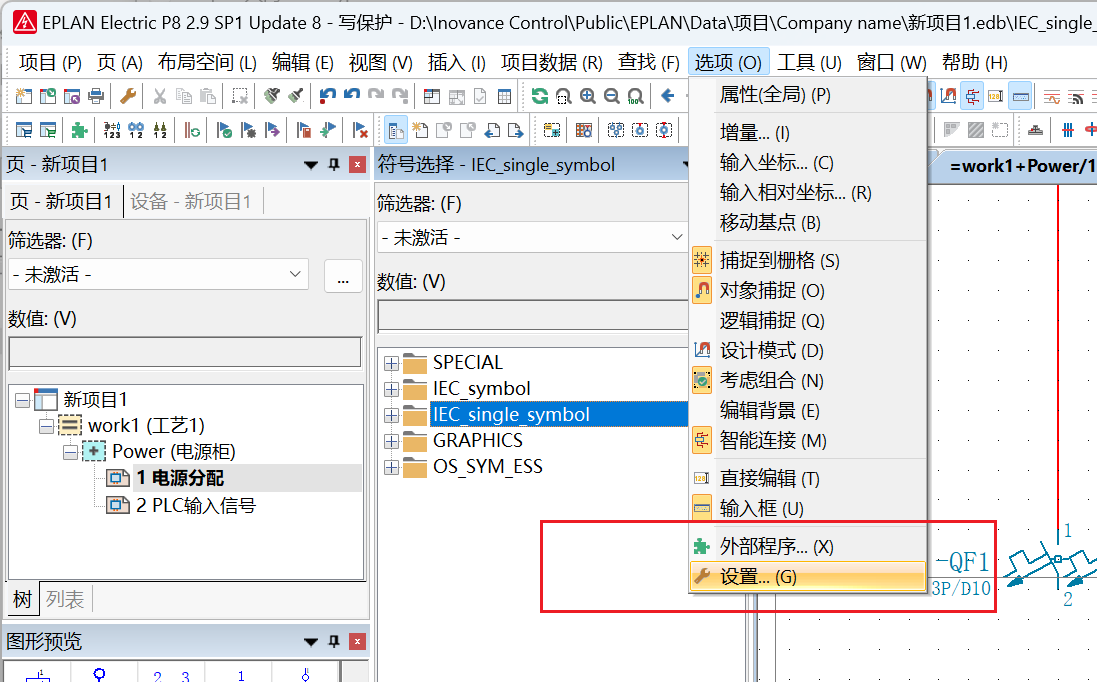 EPLAN Electric P8 2.9 SP1 Update 8 - 写保护 - D:\Inovance Control\Public\EPLAN\Data\项目\Company name\新项目1.edb\IEC_single_
项目 (P) 页 (A) 布局空间 (L) 编辑 (E) 视图 (V) 插入 (I) 项目数据 (R) 查找 (F) 选项 (O) 工具 (U) 窗口 (W) 帮助 (H)
页 - 新项目1
页 - 新项目1 设备 - 新项目1
筛选器: (F)
- 未激活 -
...
数值: (V)
新项目1
work1 (工艺1)
Power (电源柜)
1 电源分配
2 PLC输入信号
树 列表
图形预览
1 2 3 1
符号选择 - IEC_single_symbol
筛选器: (F)
- 未激活 -
数值: (V)
SPECIAL
IEC_symbol
IEC_single_symbol
GRAPHICS
OS_SYM_ESS
属性(全局) (P)
增量... (I)
输入坐标... (C)
输入相对坐标... (R)
移动基点 (B)
捕捉到栅格 (S)
对象捕捉 (O)
逻辑捕捉 (Q)
设计模式 (D)
考虑组合 (N)
编辑背景 (E)
智能连接 (M)
直接编辑 (T)
输入框 (U)
外部程序... (X)
设置... (G)
=work1+Power/1
-QF1
3P/D10
1
2